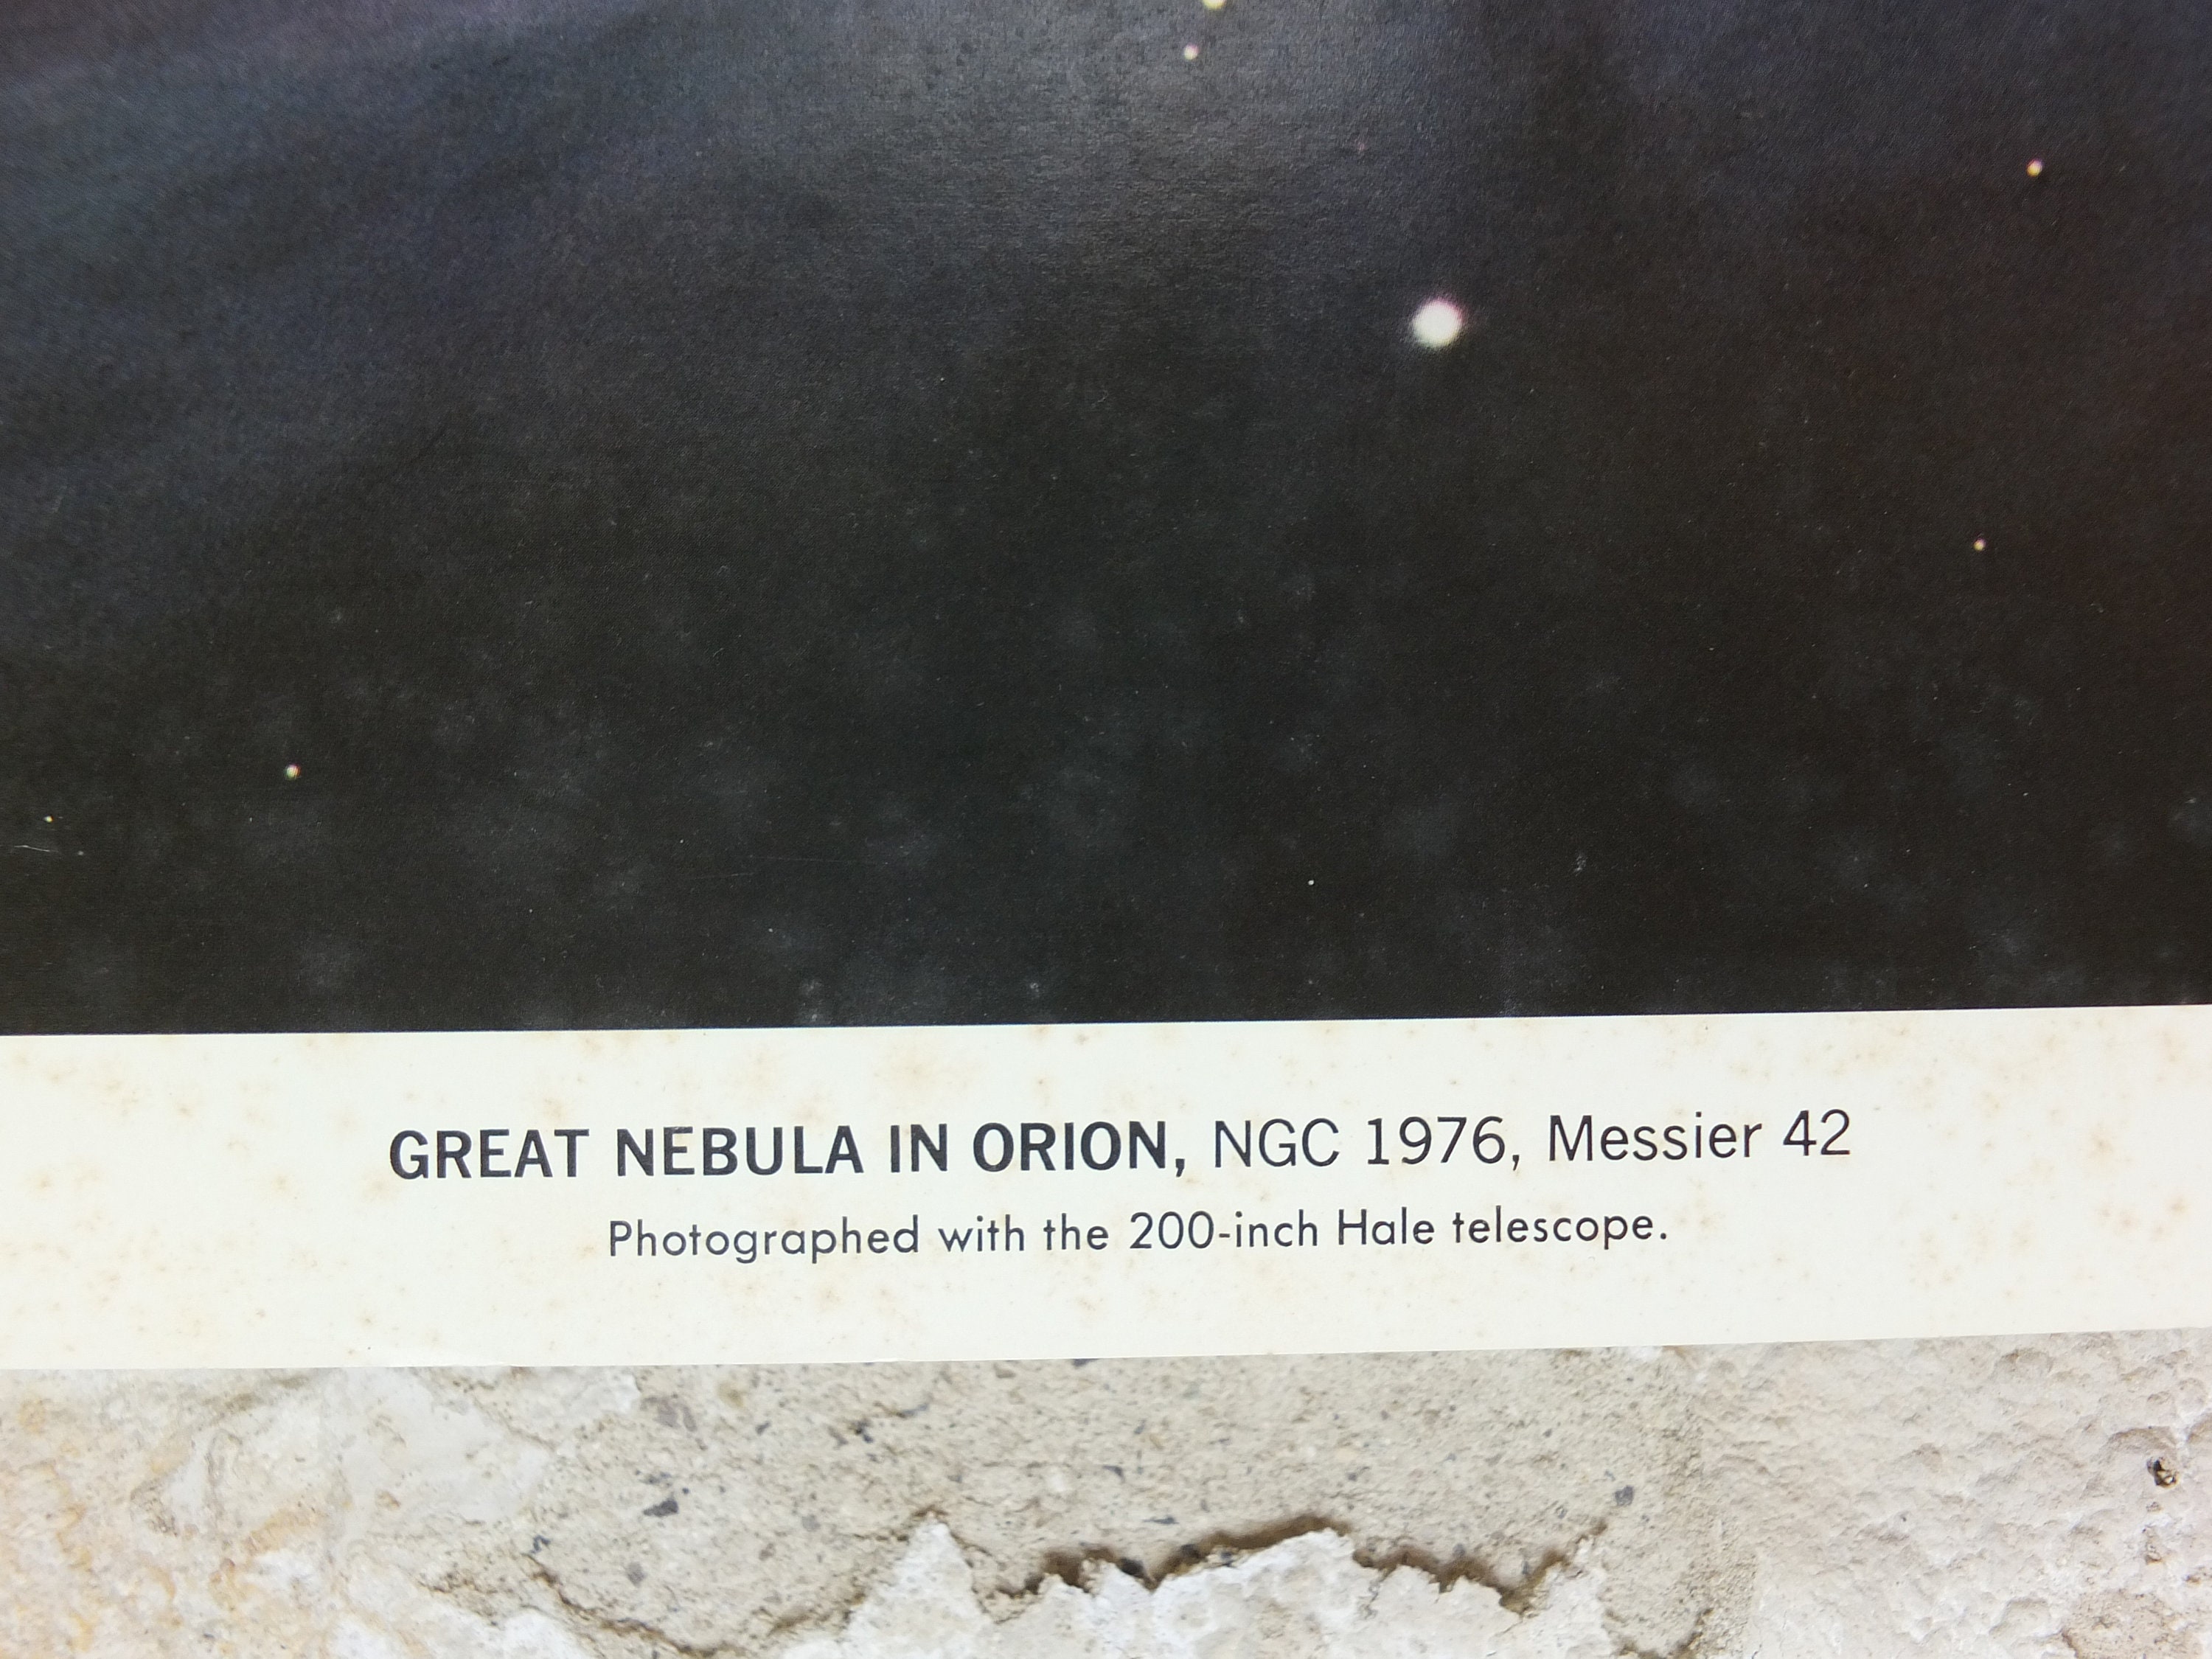 GREAT NEBULA IN ORION, NGC 1976, Messier 42
Photographed with the 200-inch Hale telescope.